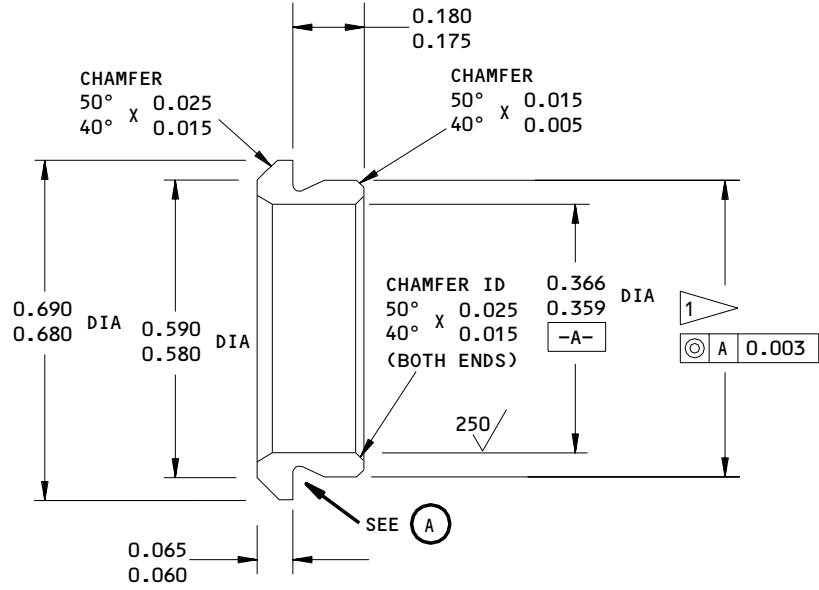 0.180
0.175
CHAMFER
50° X 0.025
40° 0.015
CHAMFER
50° X 0.015
40° 0.005
0.690 DIA
0.680
0.590 DIA
0.580
CHAMFER ID
50° X 0.025
40° 0.015
(BOTH ENDS)
0.366 DIA
0.359
-A-
1
◎ A 0.003
250
SEE A
0.065
0.060